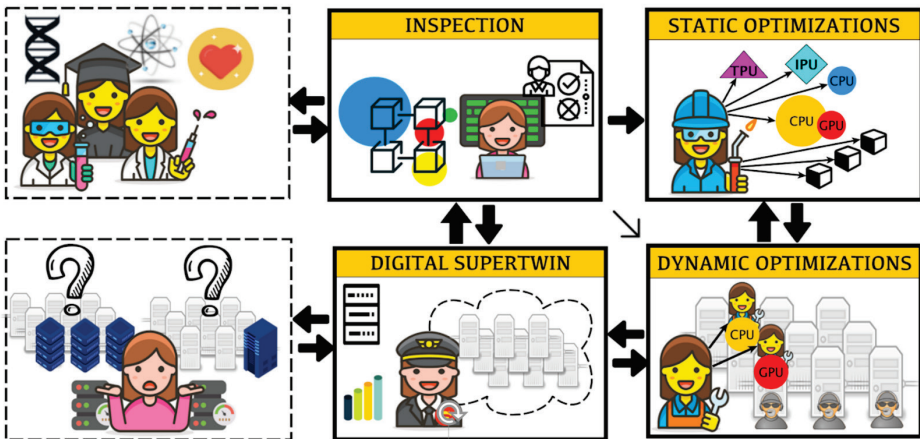 INSPECTION
STATIC OPTIMIZATIONS
TPU
IPU
CPU
CPU
GPU
? ?
DIGITAL SUPERTWIN
DYNAMIC OPTIMIZATIONS
CPU
GPU